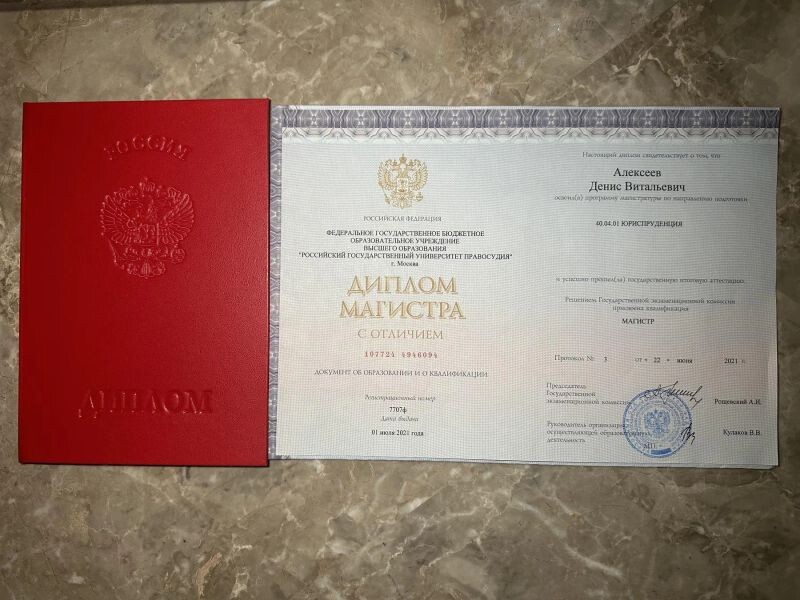 РОССИЯ
ДИПЛОМ
РОССИЙСКАЯ ФЕДЕРАЦИЯ
ФЕДЕРАЛЬНОЕ ГОСУДАРСТВЕННОЕ БЮДЖЕТНОЕ
ОБРАЗОВАТЕЛЬНОЕ УЧРЕЖДЕНИЕ
ВЫСШЕГО ОБРАЗОВАНИЯ
"РОССИЙСКИЙ ГОСУДАРСТВЕННЫЙ УНИВЕРСИТЕТ ПРАВОСУДИЯ"
г. Москва
ДИПЛОМ
МАГИСТРА
С ОТЛИЧИЕМ
107724 4946094
ДОКУМЕНТ ОБ ОБРАЗОВАНИИ И О КВАЛИФИКАЦИИ
Регистрационный номер
7707ф
Дата выдачи
01 июля 2021 года
Настоящий диплом свидетельствует о том, что
Алексеев
Денис Витальевич
освоил(а) программу магистратуры по направлению подготовки
40.04.01 ЮРИСПРУДЕНЦИЯ
и успешно прошел(ла) государственную итоговую аттестацию.
Решением Государственной экзаменационной комиссии
присвоена квалификация
МАГИСТР
Протокол № 3 от « 22 » июня 2021 г.
Председатель
Государственной
экзаменационной комиссии Рошевский А.И.
Руководитель организации,
осуществляющей образовательную
деятельность Кулаков В.В.
М.П.